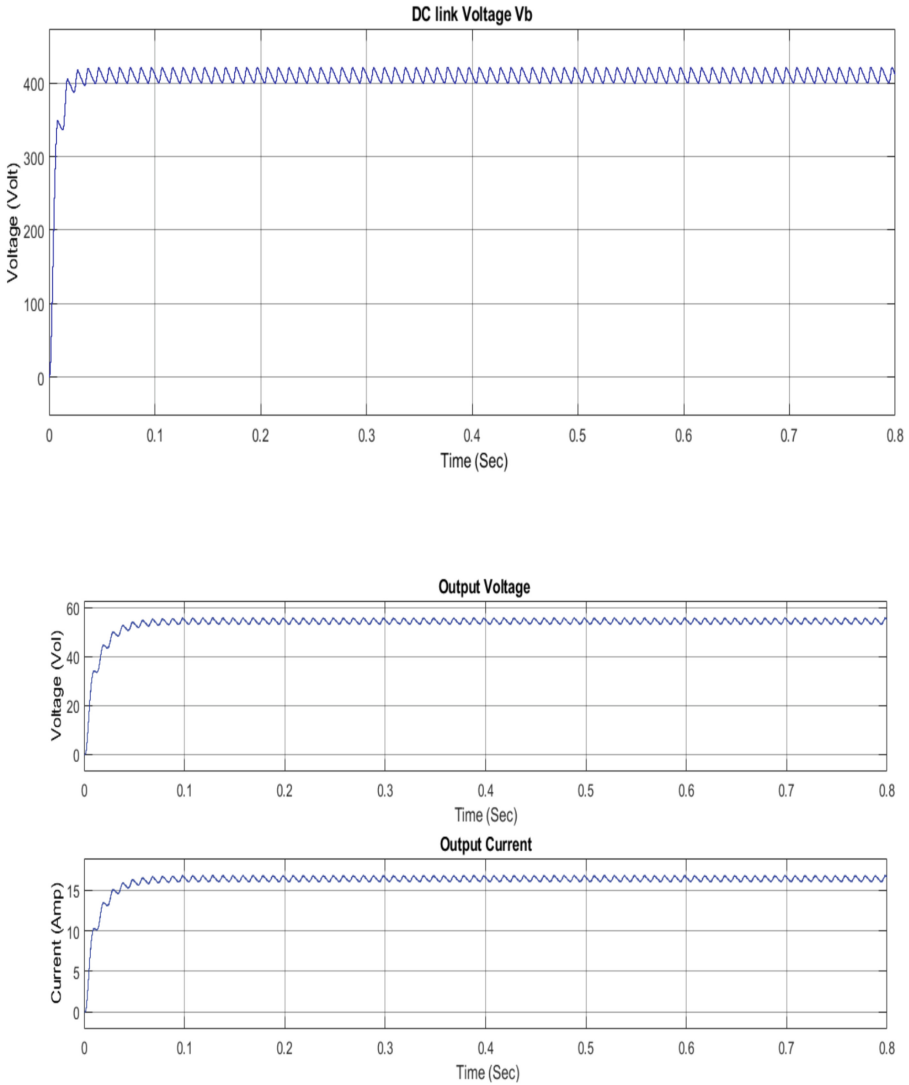 DC link Voltage Vb
400
300
200
100
0
Voltage (Volt)
0 0.1 0.2 0.3 0.4 0.5 0.6 0.7 0.8
Time (Sec)
Output Voltage
60
40
20
0
Voltage (Vol)
0 0.1 0.2 0.3 0.4 0.5 0.6 0.7 0.8
Time (Sec)
Output Current
15
10
5
0
Current (Amp)
0 0.1 0.2 0.3 0.4 0.5 0.6 0.7 0.8
Time (Sec)